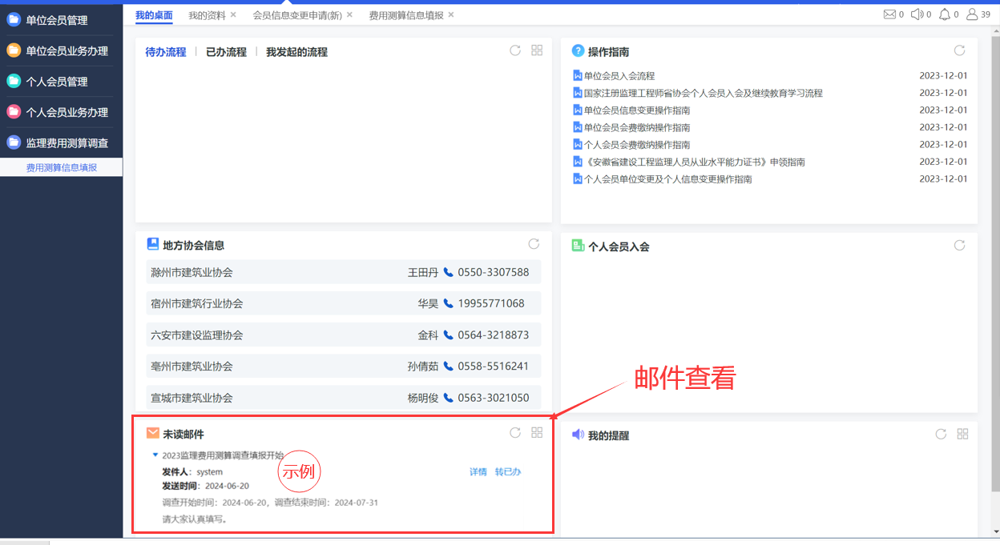 单位会员管理
单位会员业务办理
个人会员管理
个人会员业务办理
监理费用测算调查
费用测算信息填报
我的桌面 我的资料 会员信息变更申请(新) 费用测算信息填报
0 0 0 39
待办流程 | 已办流程 | 我发起的流程
操作指南
单位会员入会流程 2023-12-01
国家注册监理工程师省协会个人会员入会及继续教育学习流程 2023-12-01
单位会员信息变更操作指南 2023-12-01
单位会员会费缴纳操作指南 2023-12-01
个人会员会费缴纳操作指南 2023-12-01
《安徽省建设工程监理人员从业水平能力证书》申领指南 2023-12-01
个人会员单位变更及个人信息变更操作指南 2023-12-01
地方协会信息
滁州市建筑业协会 王田丹 0550-3307588
宿州市建筑行业协会 华昊 19955771068
六安市建设监理协会 金科 0564-3218873
亳州市建筑业协会 孙倩茹 0558-5516241
宣城市建筑业协会 杨明俊 0563-3021050
个人会员入会
邮件查看
未读邮件
2023监理费用测算调查填报开始
发件人：system
发送时间：2024-06-20
调查开始时间：2024-06-20，调查结束时间：2024-07-31
请大家认真填写。
示例
详情 转已办
我的提醒